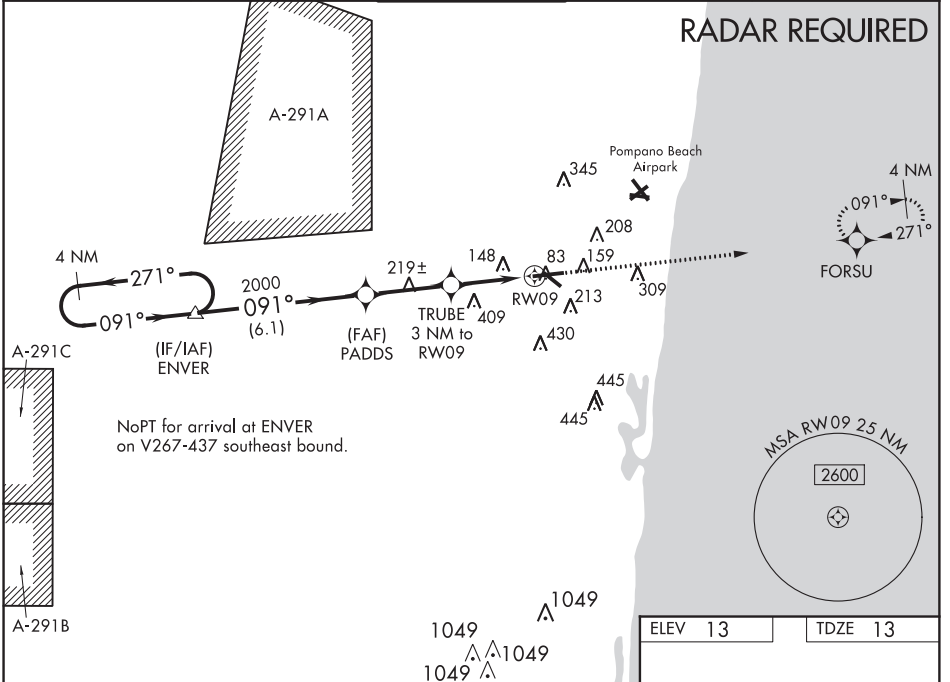 RADAR REQUIRED
A-291A
Pompano Beach
Airpark
345
4 NM
091°
271°
FORSU
208
4 NM
271°
2000
091°
(6.1)
091°
219±
148
83
159
RW09
309
213
409
430
(IF/IAF)
ENVER
(FAF)
PADDS
TRUBE
3 NM to
RW09
A-291C
445
445
NoPT for arrival at ENVER
on V267-437 southeast bound.
MSA RW09 25 NM
2600
A-291B
1049
1049
1049
1049
ELEV 13
TDZE 13